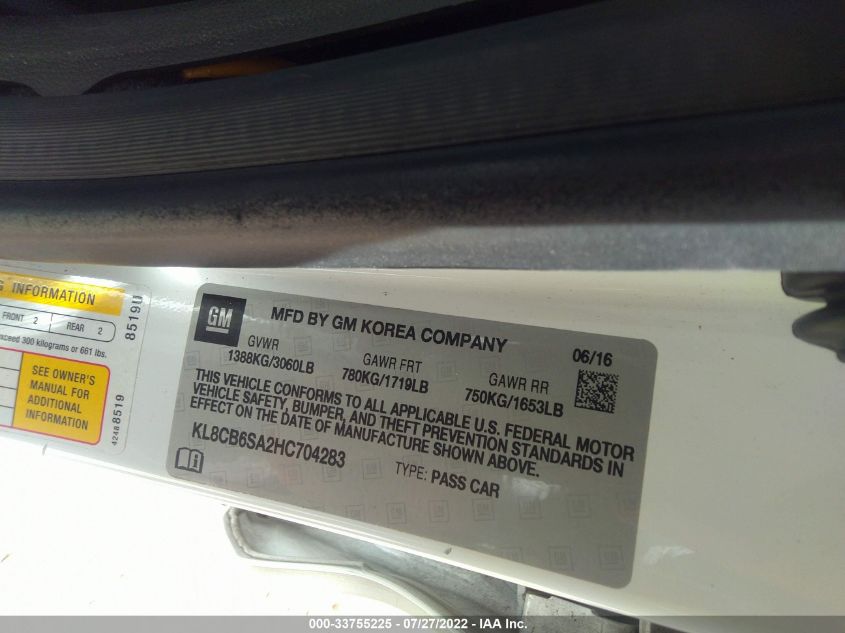 G INFORMATION
FRONT 2 REAR 2
exceed 300 kilograms or 661 lbs.
SEE OWNER'S
MANUAL FOR
ADDITIONAL
INFORMATION
8519U
42488519
GM
MFD BY GM KOREA COMPANY
06/16
GVWR
1388KG/3060LB
GAWR FRT
780KG/1719LB
GAWR RR
750KG/1653LB
THIS VEHICLE CONFORMS TO ALL APPLICABLE U.S. FEDERAL MOTOR
VEHICLE SAFETY, BUMPER, AND THEFT PREVENTION STANDARDS IN
EFFECT ON THE DATE OF MANUFACTURE SHOWN ABOVE.
KL8CB6SA2HC704283
TYPE: PASS CAR
000-33755225 - 07/27/2022 - IAA Inc.